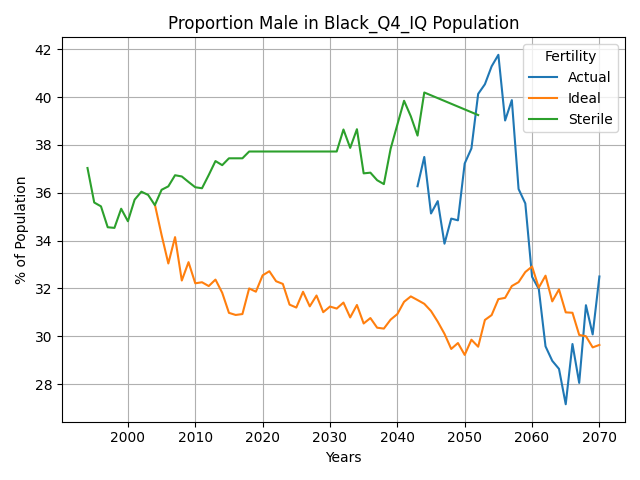 Proportion Male in Black_Q4_IQ Population
% of Population
42
40
38
36
34
32
30
28
Fertility
Actual
Ideal
Sterile
2000
2010
2020
2030
2040
2050
2060
2070
Years